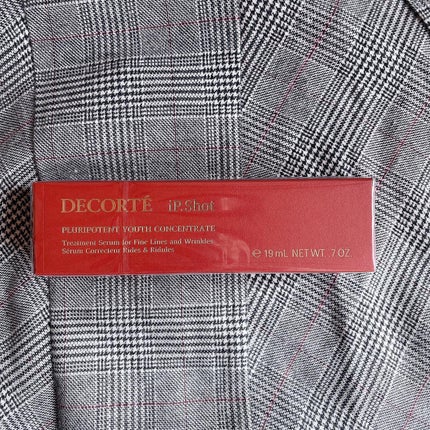 DECORTÉ iP.Shot
PLURIPOTENT YOUTH CONCENTRATE
Treatment Serum for Fine Lines and Wrinkles
Sérum Correcteur Rides & Ridules
℮ 19 mL NET WT. .7 OZ.